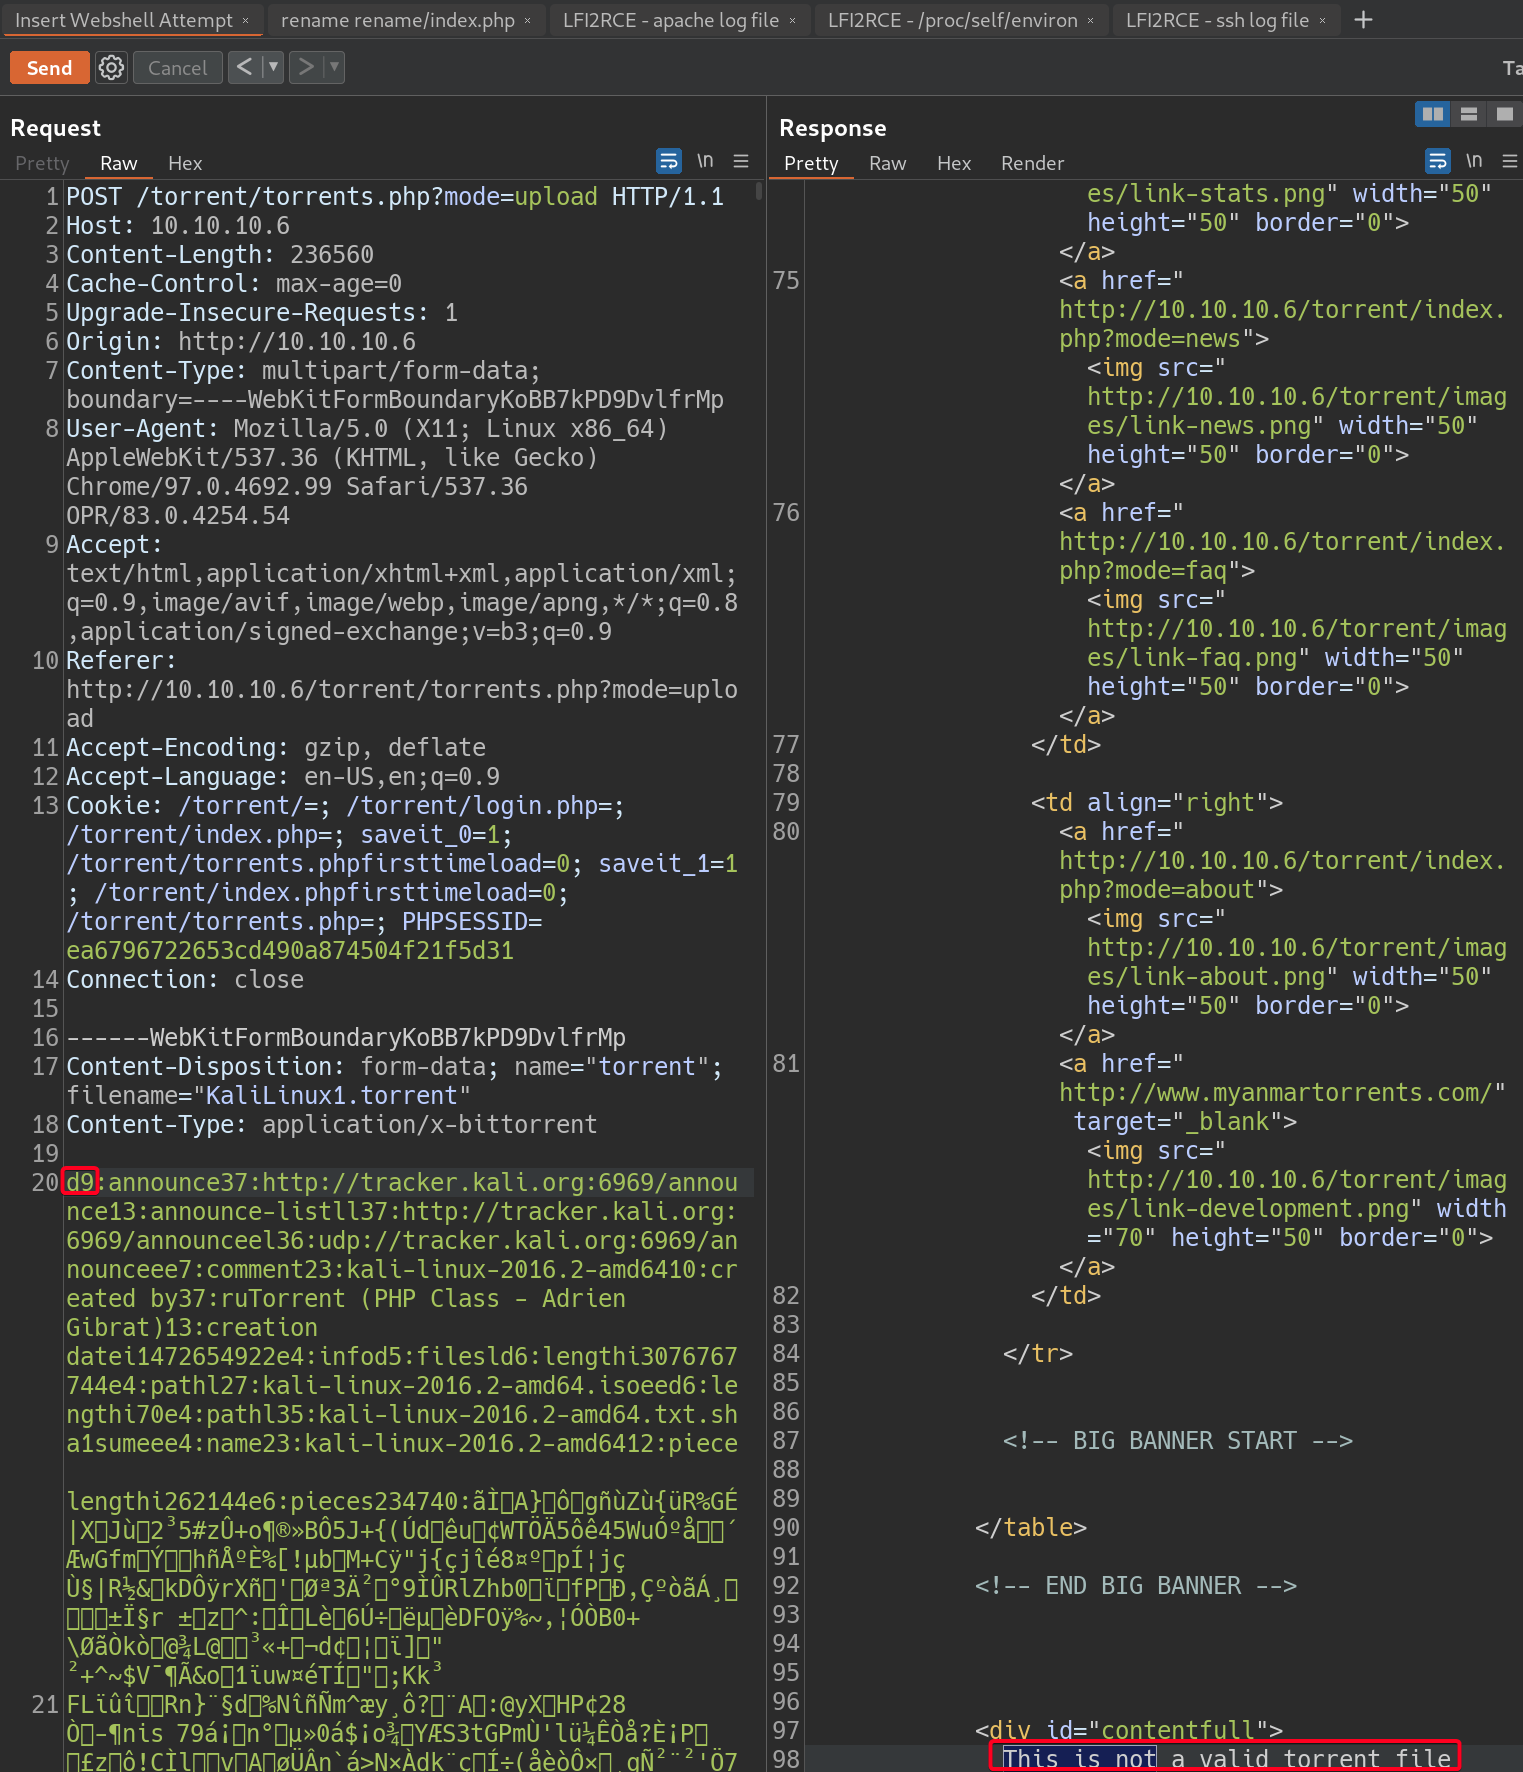 Insert Webshell Attempt ×
rename rename/index.php ×
LFI2RCE - apache log file ×
LFI2RCE - /proc/self/environ ×
LFI2RCE - ssh log file ×
+
Send
Cancel
<
>
Ta
Request
Pretty
Raw
Hex
\n
1 POST /torrent/torrents.php?mode=upload HTTP/1.1
2 Host: 10.10.10.6
3 Content-Length: 236560
4 Cache-Control: max-age=0
5 Upgrade-Insecure-Requests: 1
6 Origin: http://10.10.10.6
7 Content-Type: multipart/form-data;
boundary=----WebKitFormBoundaryKoBB7kPD9DvlfrMp
8 User-Agent: Mozilla/5.0 (X11; Linux x86_64)
AppleWebKit/537.36 (KHTML, like Gecko)
Chrome/97.0.4692.99 Safari/537.36
OPR/83.0.4254.54
9 Accept:
text/html,application/xhtml+xml,application/xml;
q=0.9,image/avif,image/webp,image/apng,*/*;q=0.8
,application/signed-exchange;v=b3;q=0.9
10 Referer:
http://10.10.10.6/torrent/torrents.php?mode=uplo
ad
11 Accept-Encoding: gzip, deflate
12 Accept-Language: en-US,en;q=0.9
13 Cookie: /torrent/=; /torrent/login.php=;
/torrent/index.php=; saveit_0=1;
/torrent/torrents.phpfirsttimeload=0; saveit_1=1
; /torrent/index.phpfirsttimeload=0;
/torrent/torrents.php=; PHPSESSID=
ea6796722653cd490a874504f21f5d31
14 Connection: close
15
16 ------WebKitFormBoundaryKoBB7kPD9DvlfrMp
17 Content-Disposition: form-data; name="torrent";
filename="KaliLinux1.torrent"
18 Content-Type: application/x-bittorrent
19
20 d9:announce37:http://tracker.kali.org:6969/annou
nce13:announce-listll37:http://tracker.kali.org:
6969/announceel36:udp://tracker.kali.org:6969/an
nounceee7:comment23:kali-linux-2016.2-amd6410:cr
eated by37:ruTorrent (PHP Class - Adrien
Gibrat)13:creation
datei1472654922e4:infod5:filesld6:lengthi3076767
744e4:pathl27:kali-linux-2016.2-amd64.isoeed6:le
ngthi70e4:pathl35:kali-linux-2016.2-amd64.txt.sh
a1sumeee4:name23:kali-linux-2016.2-amd6412:piece
lengthi262144e6:pieces234740:
21
Response
Pretty
Raw
Hex
Render
\n
es/link-stats.png" width="50"
height="50" border="0">
</a>
75 <a href="
http://10.10.10.6/torrent/index.
php?mode=news">
<img src="
http://10.10.10.6/torrent/imag
es/link-news.png" width="50"
height="50" border="0">
</a>
76 <a href="
http://10.10.10.6/torrent/index.
php?mode=faq">
<img src="
http://10.10.10.6/torrent/imag
es/link-faq.png" width="50"
height="50" border="0">
</a>
77 </td>
78
79 <td align="right">
80 <a href="
http://10.10.10.6/torrent/index.
php?mode=about">
<img src="
http://10.10.10.6/torrent/imag
es/link-about.png" width="50"
height="50" border="0">
</a>
81 <a href="
http://www.myanmartorrents.com/"
target="_blank">
<img src="
http://10.10.10.6/torrent/imag
es/link-development.png" width
="70" height="50" border="0">
</a>
82 </td>
83
84 </tr>
85
86
87 <!-- BIG BANNER START -->
88
89
90 </table>
91
92 <!-- END BIG BANNER -->
93
94
95
96
97 <div id="contentfull">
98 This is not a valid torrent file